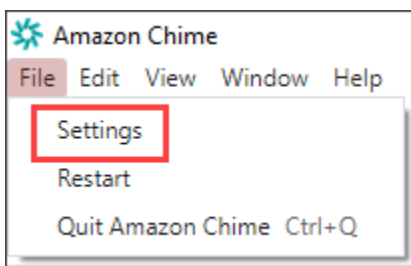 Amazon Chime
File Edit View Window Help
Settings
Restart
Quit Amazon Chime Ctrl+Q